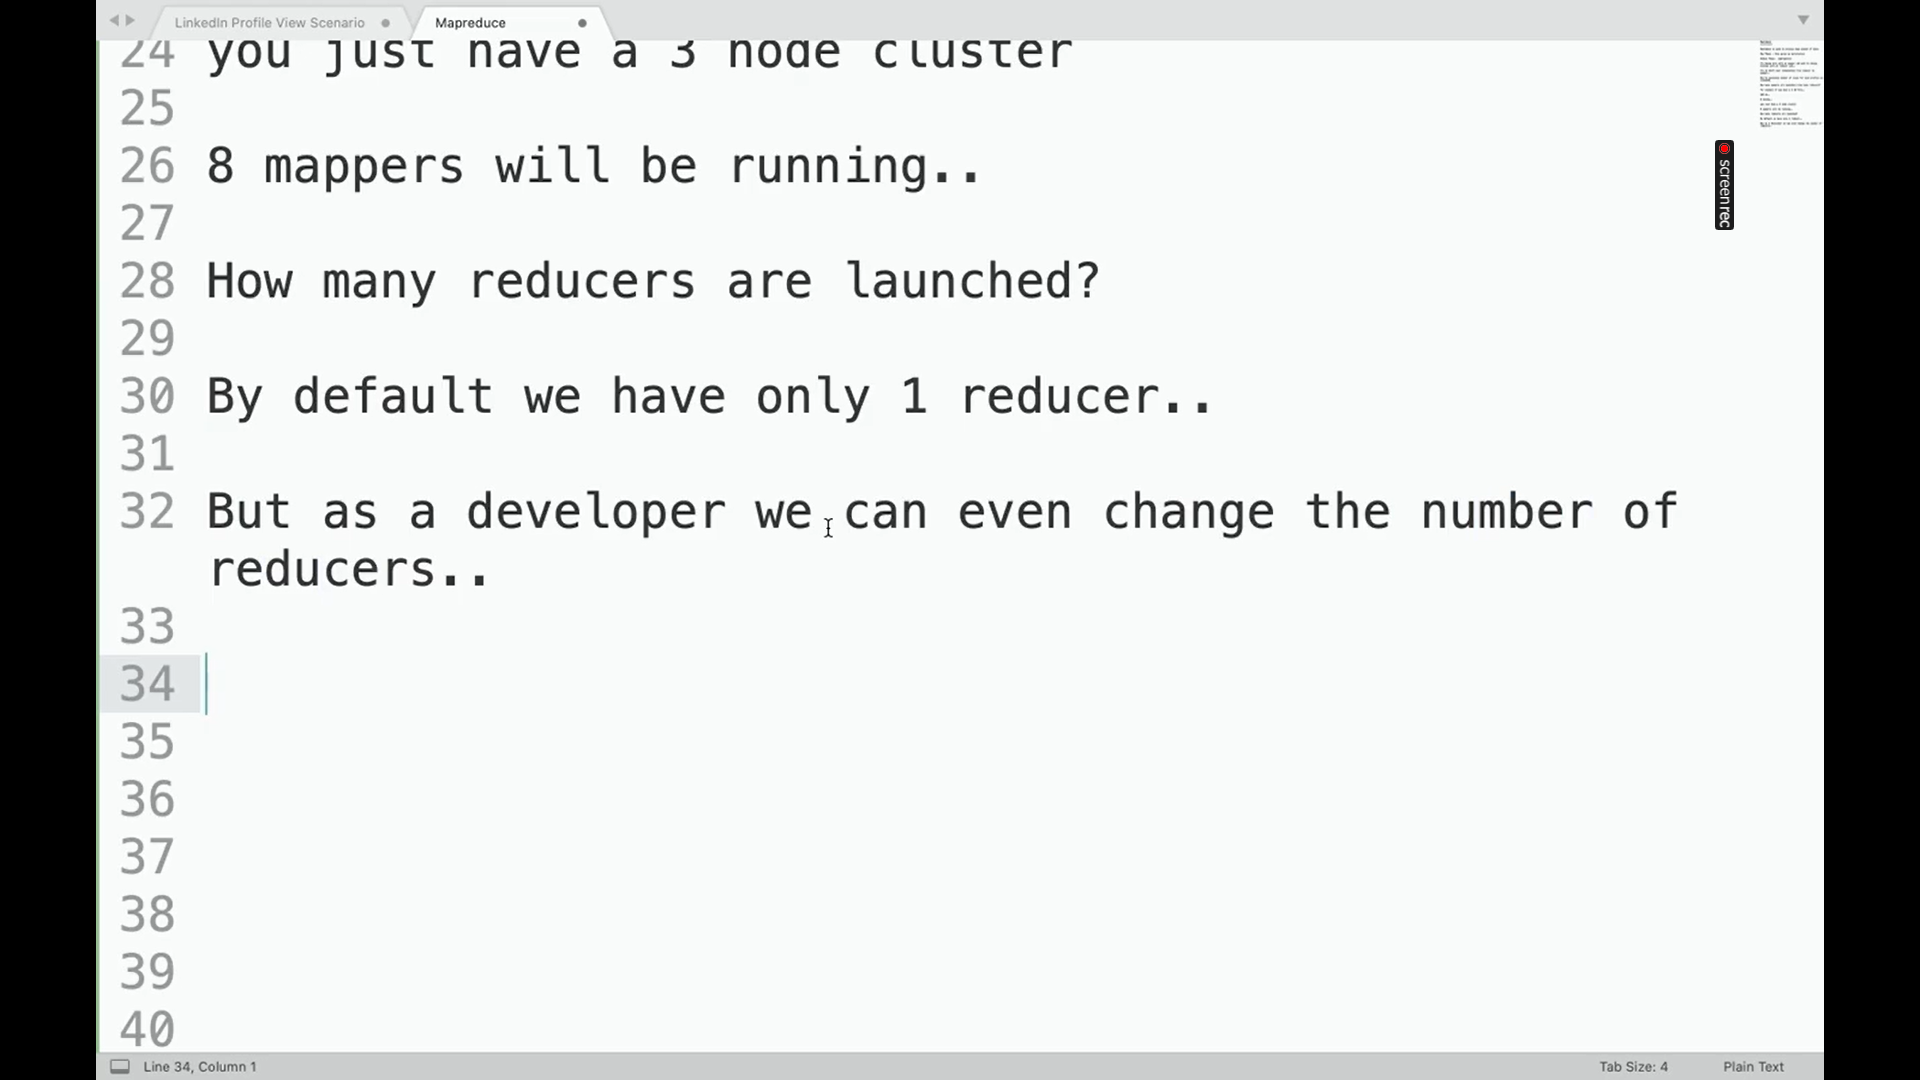 LinkedIn Profile View Scenario
Mapreduce
24 you just have a 3 node cluster
25
26 8 mappers will be running..
27
28 How many reducers are launched?
29
30 By default we have only 1 reducer..
31
32 But as a developer we can even change the number of
reducers..
33
34
35
36
37
38
39
40
screenrec
Line 34, Column 1
Tab Size: 4
Plain Text